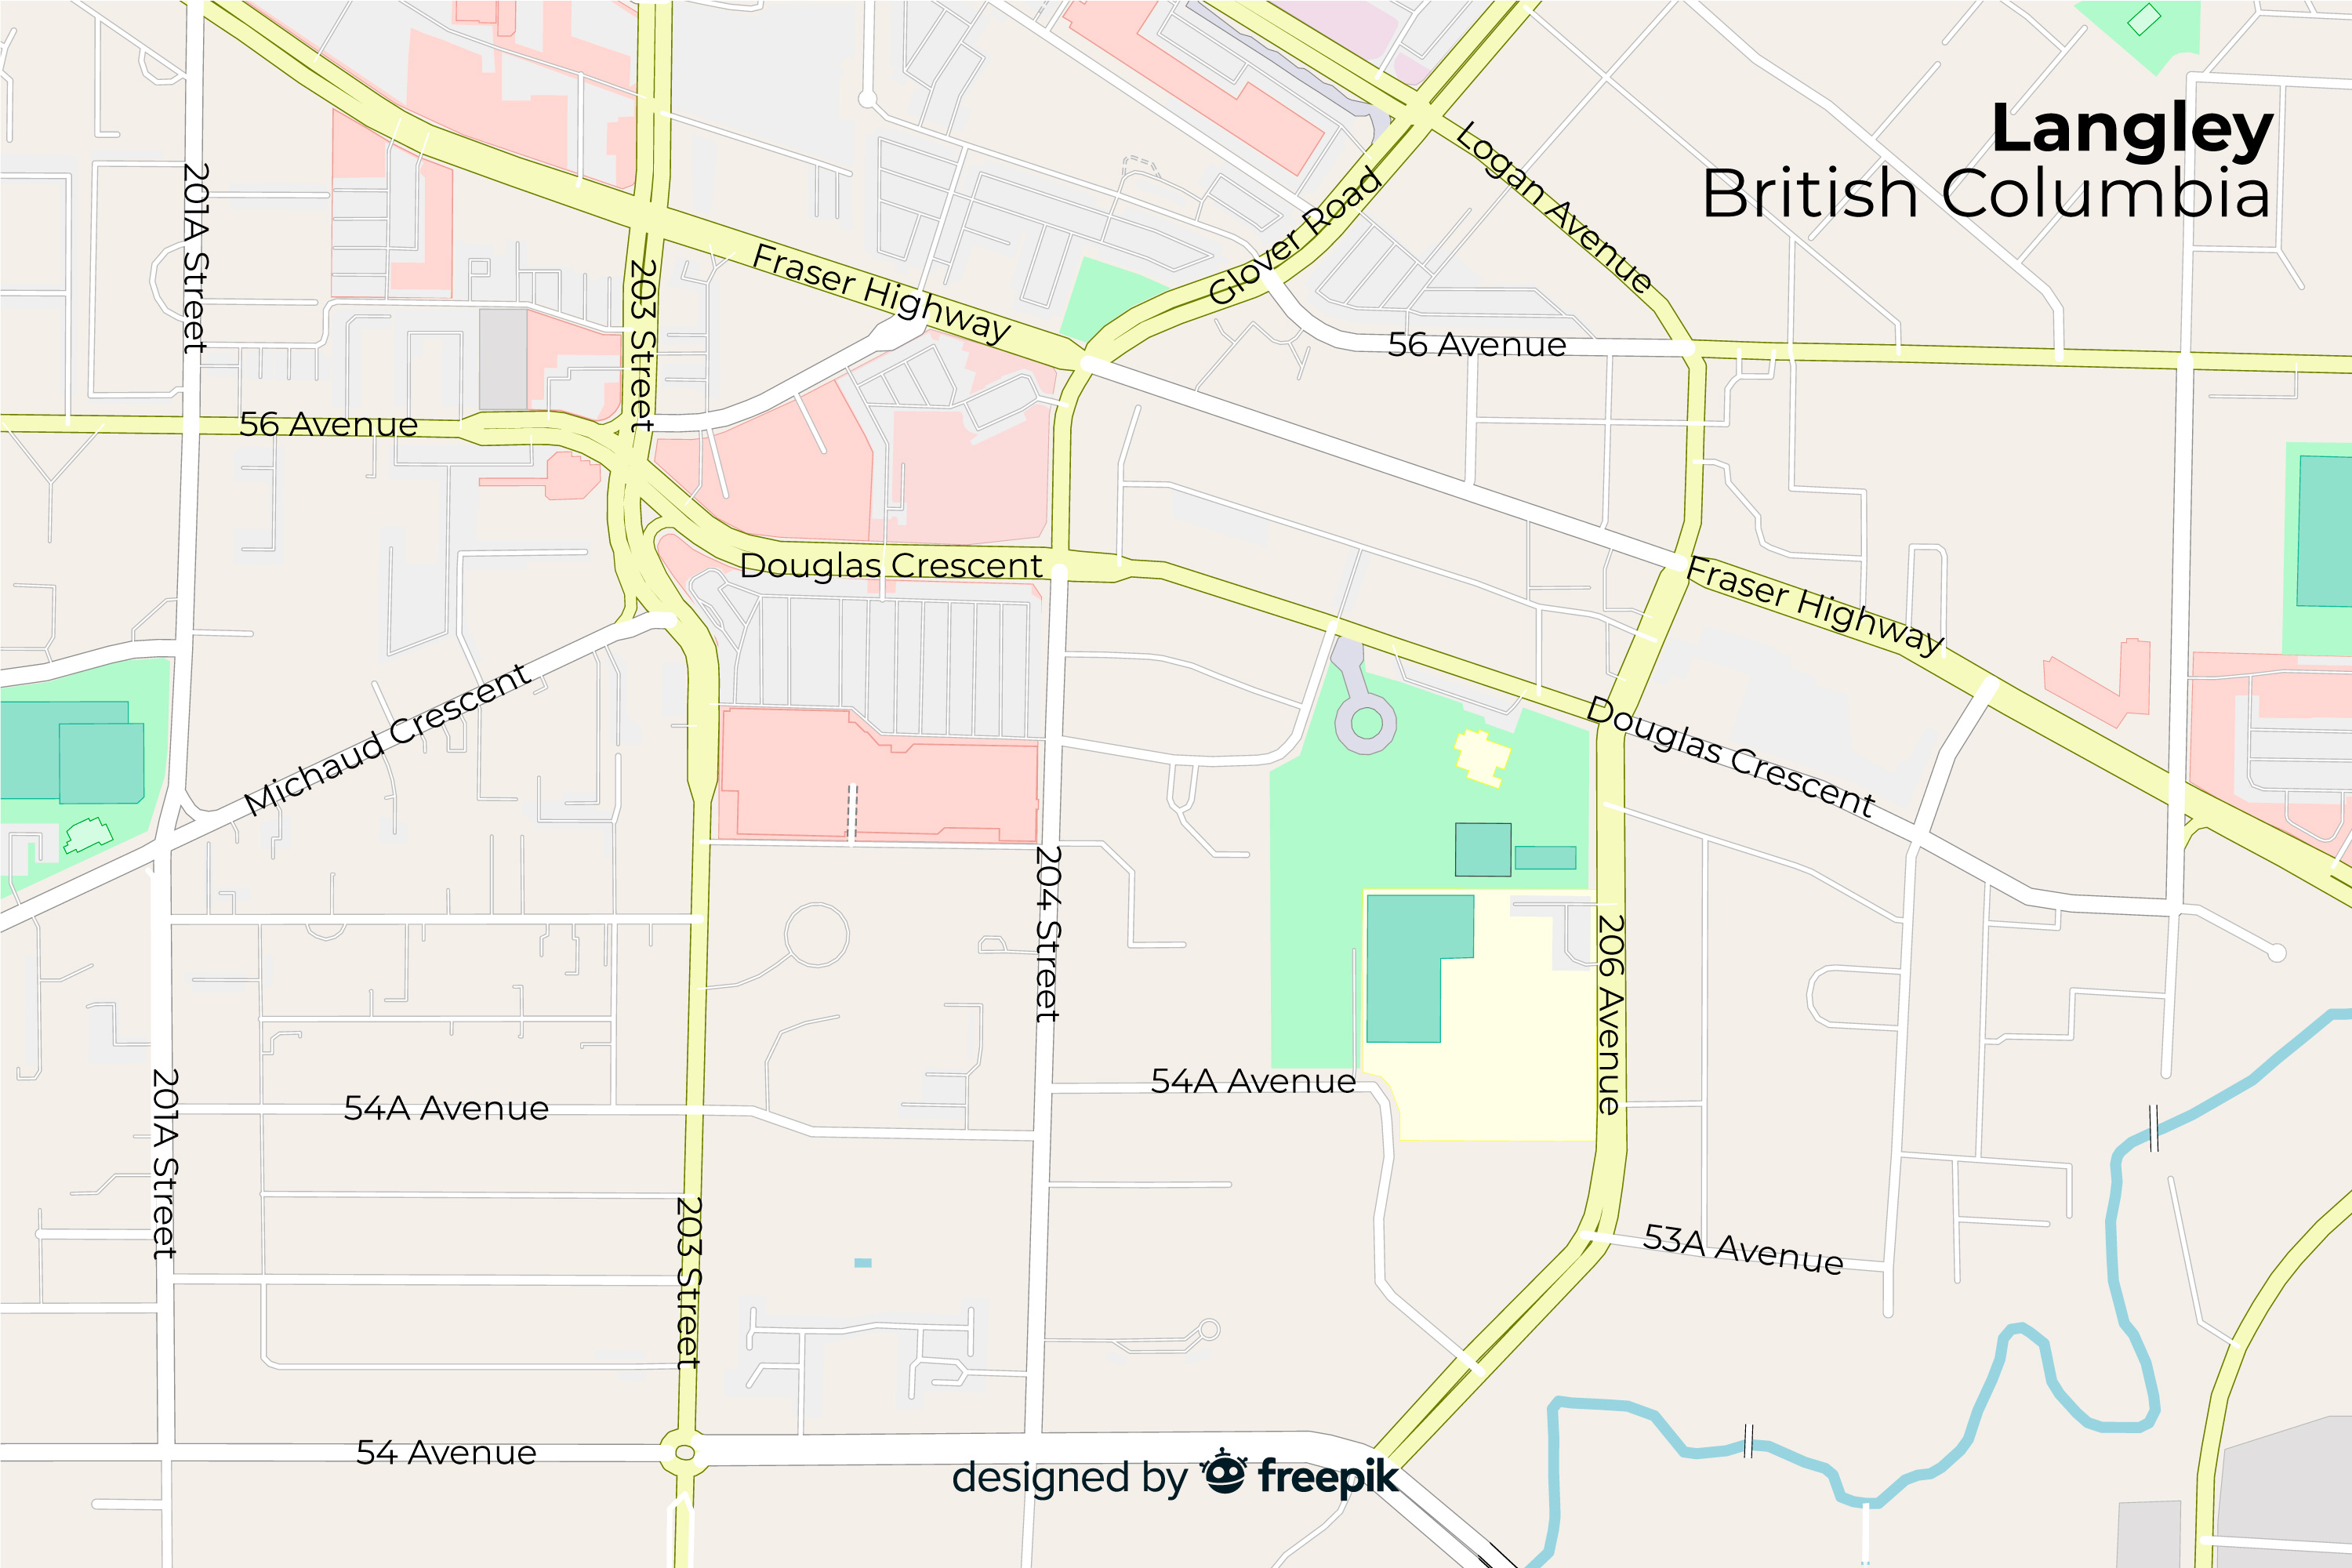 Langley
British Columbia
Logan Avenue
Glover Road
201A Street
203 Street
Fraser Highway
56 Avenue
56 Avenue
Douglas Crescent
Fraser Highway
Michaud Crescent
Douglas Crescent
204 Street
206 Avenue
54A Avenue
54A Avenue
201A Street
203 Street
53A Avenue
54 Avenue
designed by freepik